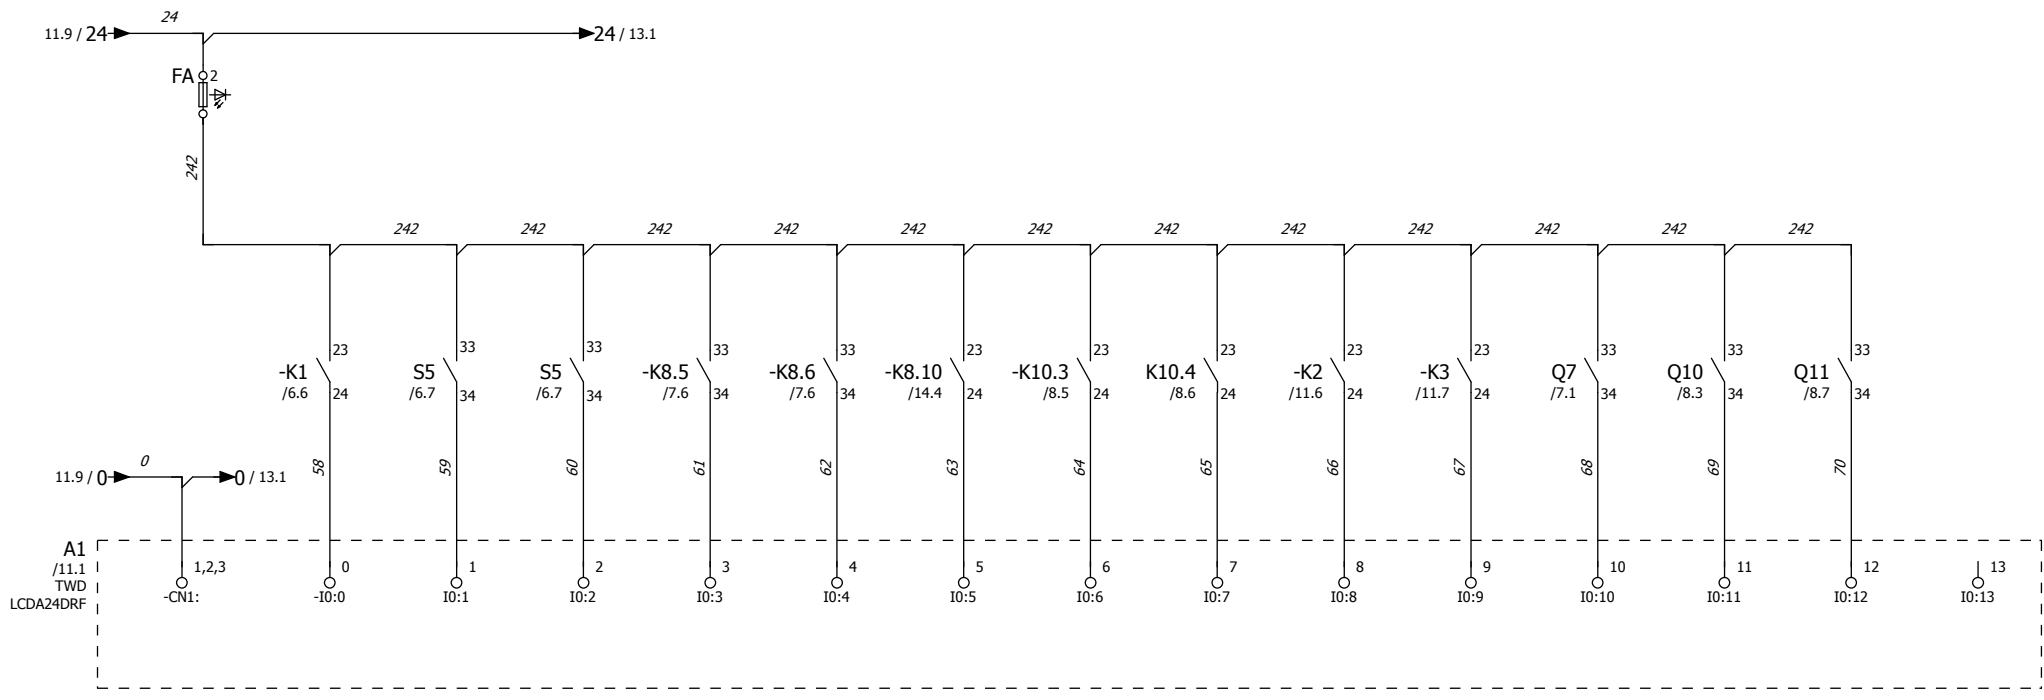 24
11.9 / 24
24 / 13.1
FA 2
242
242 242 242 242 242 242 242 242 242 242 242 242
23 33 33 33 33 23 23 23 23 23 33 33 33
-K1 S5 S5 -K8.5 -K8.6 -K8.10 -K10.3 K10.4 -K2 -K3 Q7 Q10 Q11
/6.6 24 /6.7 34 /6.7 34 /7.6 34 /7.6 34 /14.4 24 /8.5 24 /8.6 24 /11.6 24 /11.7 24 /7.1 34 /8.3 34 /8.7 34
0
58 59 60 61 62 63 64 65 66 67 68 69 70
11.9 / 0
0 / 13.1
A1
/11.1
TWD
LCDA24DRF
1,2,3 0 1 2 3 4 5 6 7 8 9 10 11 12 13
-CN1: -I0:0 I0:1 I0:2 I0:3 I0:4 I0:5 I0:6 I0:7 I0:8 I0:9 I0:10 I0:11 I0:12 I0:13